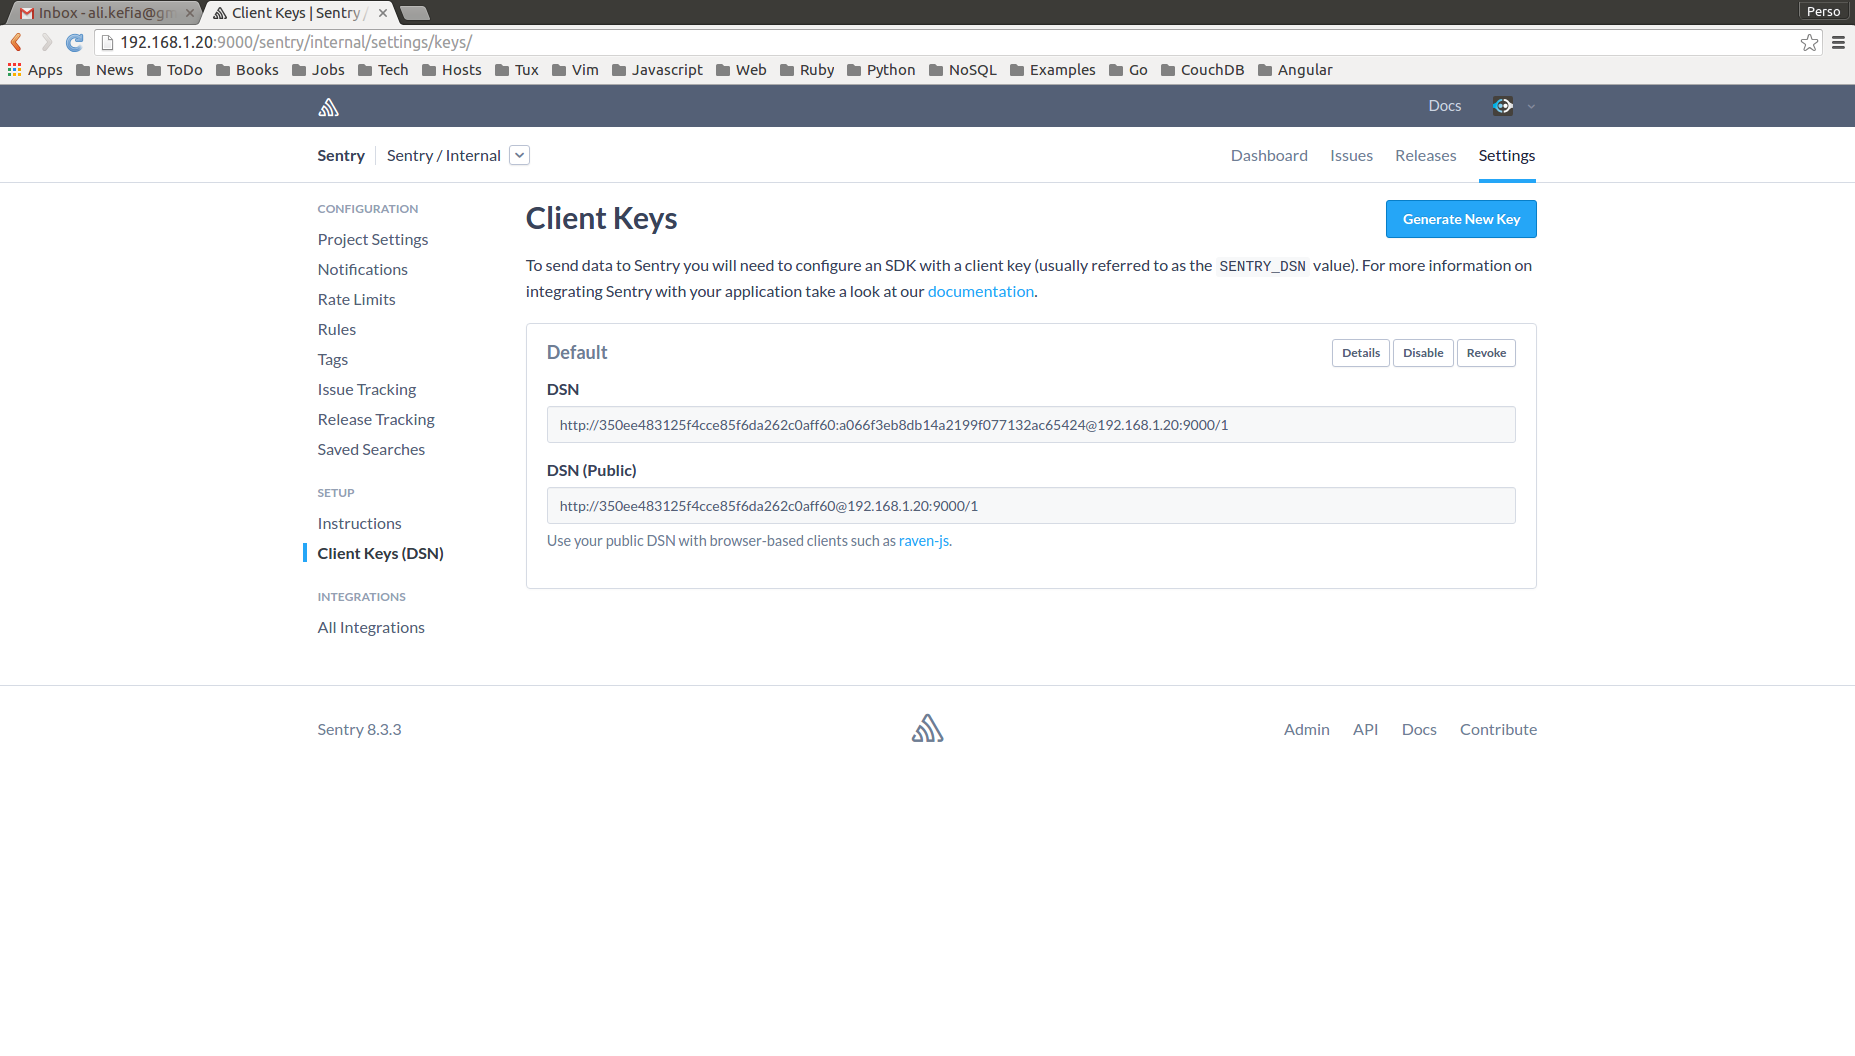 Inbox - ali.kefia@gm
Client Keys | Sentry /
Perso
192.168.1.20:9000/sentry/internal/settings/keys/
Apps News ToDo Books Jobs Tech Hosts Tux Vim Javascript Web Ruby Python NoSQL Examples Go CouchDB Angular
Docs
Sentry Sentry / Internal Dashboard Issues Releases Settings
CONFIGURATION
Project Settings
Notifications
Rate Limits
Rules
Tags
Issue Tracking
Release Tracking
Saved Searches
SETUP
Instructions
Client Keys (DSN)
INTEGRATIONS
All Integrations
Client Keys
Generate New Key
To send data to Sentry you will need to configure an SDK with a client key (usually referred to as the SENTRY_DSN value). For more information on
integrating Sentry with your application take a look at our documentation.
Default
Details Disable Revoke
DSN
http://350ee483125f4cce85f6da262c0aff60:a066f3eb8db14a2199f077132ac65424@192.168.1.20:9000/1
DSN (Public)
http://350ee483125f4cce85f6da262c0aff60@192.168.1.20:9000/1
Use your public DSN with browser-based clients such as raven-js.
Sentry 8.3.3
Admin API Docs Contribute